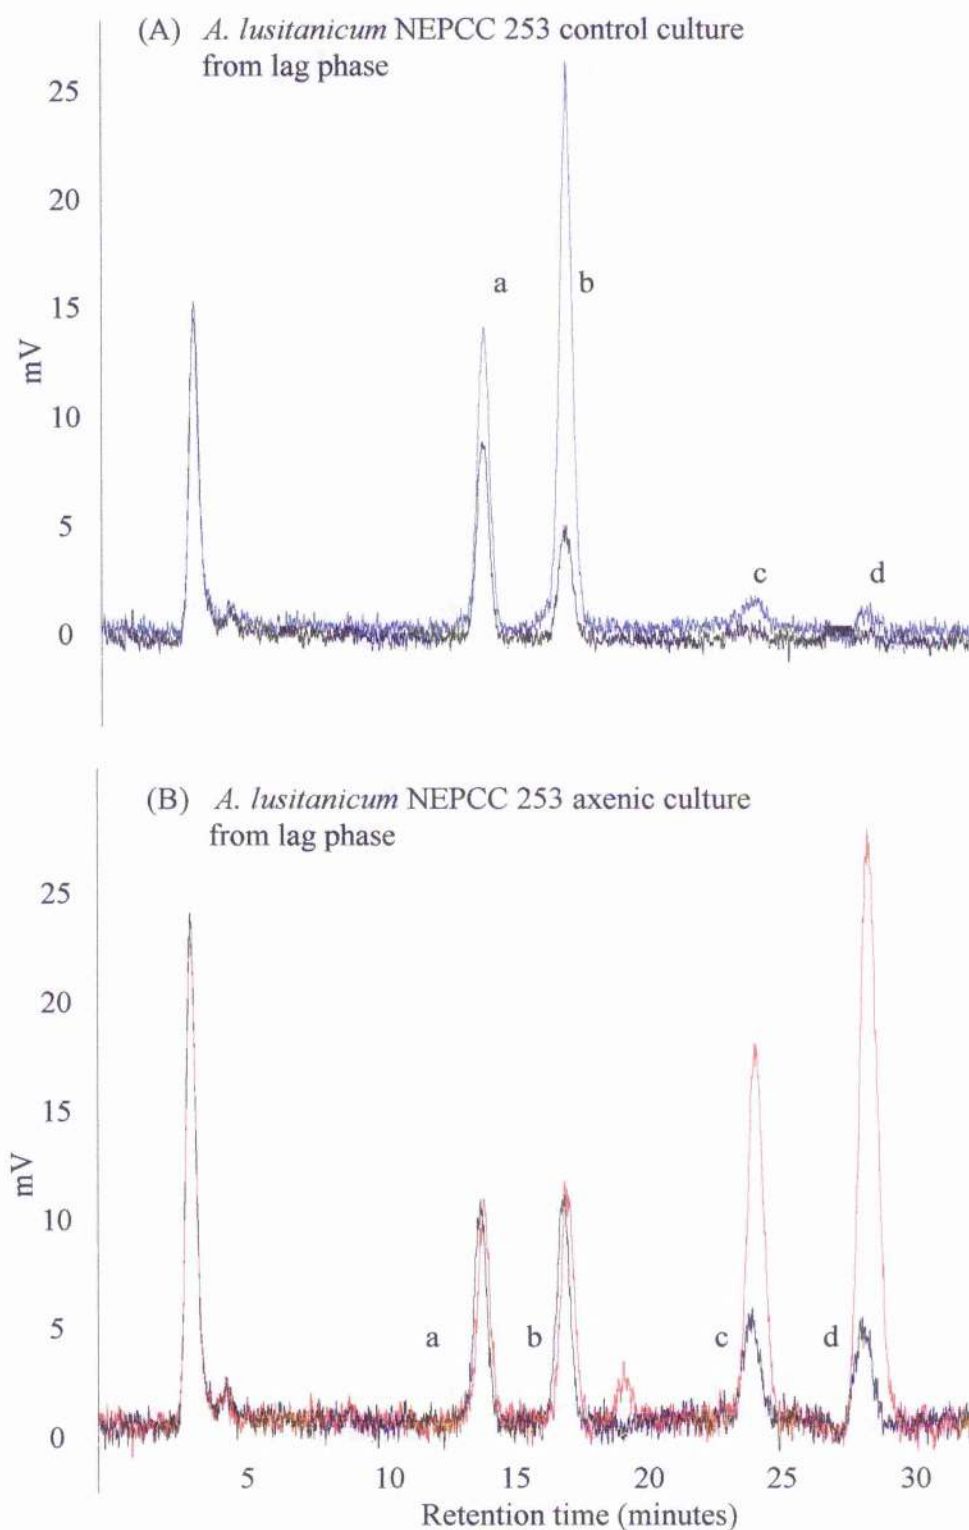 (A) A. lusitanicum NEPCC 253 control culture
from lag phase
25
20
15
10
5
0
mV
a
b
c
d
(B) A. lusitanicum NEPCC 253 axenic culture
from lag phase
25
20
15
10
5
0
mV
a
b
c
d
5 10 15 20 25 30
Retention time (minutes)